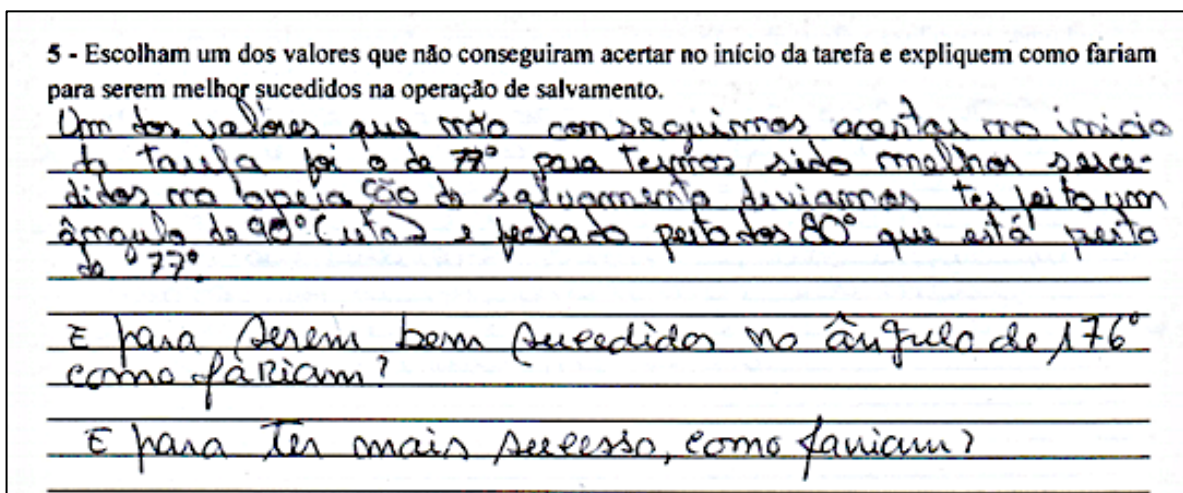 5 - Escolham um dos valores que não conseguiram acertar no início da tarefa e expliquem como fariam
para serem melhor sucedidos na operação de salvamento.
Um dos valores que não conseguimos acertar no inicio
da tarefa foi o de 77° para termos sido melhor suce-
didos na operação de salvamento deviamos ter feito um
ângulo de 90° (reto) e fechado perto dos 80° que está perto
do 77°
E para serem bem sucedidos no ângulo de 176°
como fariam?
E para ter mais sucesso, como fariam?